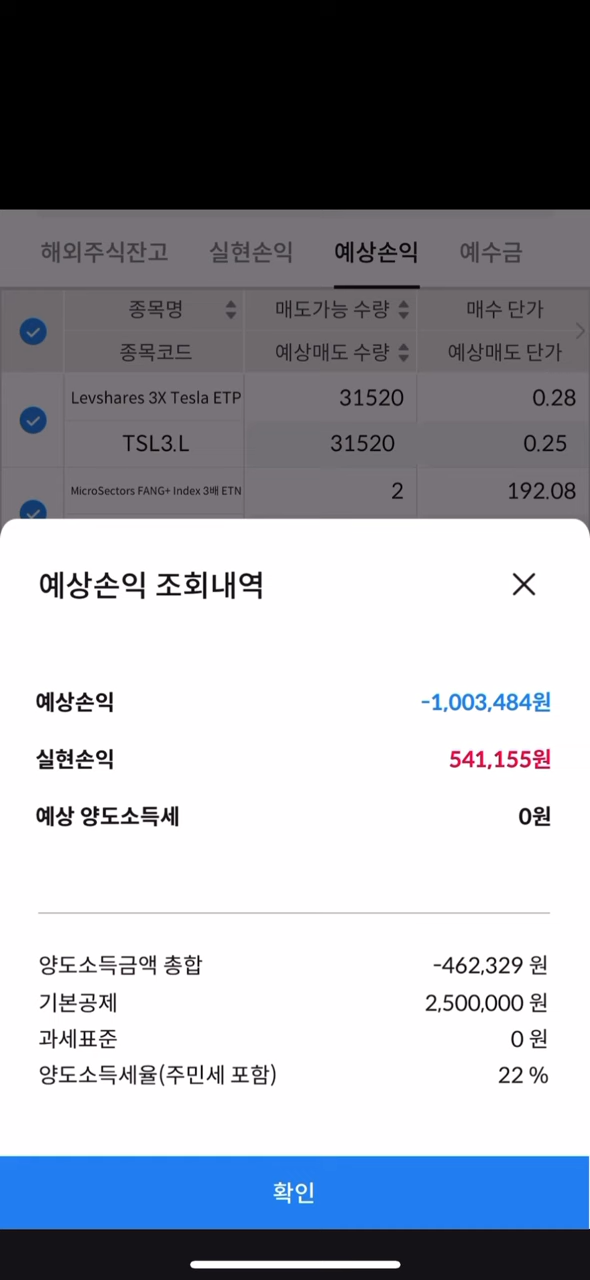 해외주식잔고 실현손익 예상손익 예수금
종목명 매도가능 수량 매수 단가
종목코드 예상매도 수량 예상매도 단가
Levshares 3X Tesla ETP 31520 0.28
TSL3.L 31520 0.25
MicroSectors FANG+ Index 3배 ETN 2 192.08
예상손익 조회내역
예상손익 -1,003,484원
실현손익 541,155원
예상 양도소득세 0원
양도소득금액 총합 -462,329 원
기본공제 2,500,000 원
과세표준 0 원
양도소득세율(주민세 포함) 22 %
확인